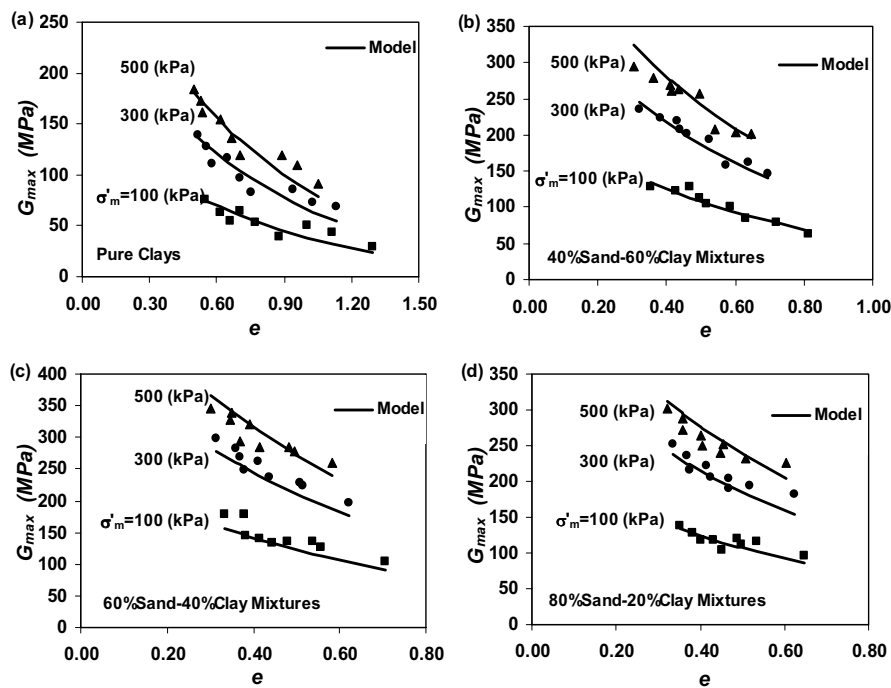 (a)
250
200
150
100
50
0
0.00 0.30 0.60 0.90 1.20 1.50
G_max (MPa)
e
Model
500 (kPa)
300 (kPa)
σ'm=100 (kPa)
Pure Clays
(b)
350
300
250
200
150
100
50
0
0.00 0.20 0.40 0.60 0.80 1.00
G_max (MPa)
e
Model
500 (kPa)
300 (kPa)
σ'm=100 (kPa)
40%Sand-60%Clay Mixtures
(c)
400
350
300
250
200
150
100
50
0
0.00 0.20 0.40 0.60 0.80
G_max (MPa)
e
Model
500 (kPa)
300 (kPa)
σ'm=100 (kPa)
60%Sand-40%Clay Mixtures
(d)
350
300
250
200
150
100
50
0
0.00 0.20 0.40 0.60 0.80
G_max (MPa)
e
Model
500 (kPa)
300 (kPa)
σ'm=100 (kPa)
80%Sand-20%Clay Mixtures